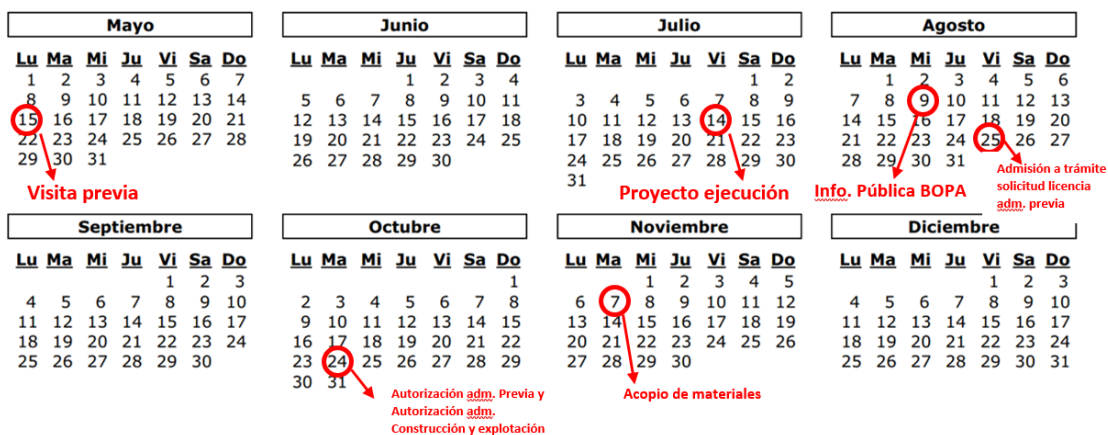 Mayo
Lu Ma Mi Ju Vi Sa Do
1 2 3 4 5 6 7
8 9 10 11 12 13 14
15 16 17 18 19 20 21
22 23 24 25 26 27 28
29 30 31
Visita previa
Junio
Lu Ma Mi Ju Vi Sa Do
1 2 3 4
5 6 7 8 9 10 11
12 13 14 15 16 17 18
19 20 21 22 23 24 25
26 27 28 29 30
Julio
Lu Ma Mi Ju Vi Sa Do
1 2
3 4 5 6 7 8 9
10 11 12 13 14 15 16
17 18 19 20 21 22 23
24 25 26 27 28 29 30
31
Proyecto ejecución
Agosto
Lu Ma Mi Ju Vi Sa Do
1 2 3 4 5 6
7 8 9 10 11 12 13
14 15 16 17 18 19 20
21 22 23 24 25 26 27
28 29 30 31
Info. Pública BOPA
Admisión a trámite
solicitud licencia
adm. previa
Septiembre
Lu Ma Mi Ju Vi Sa Do
1 2 3
4 5 6 7 8 9 10
11 12 13 14 15 16 17
18 19 20 21 22 23 24
25 26 27 28 29 30
Octubre
Lu Ma Mi Ju Vi Sa Do
1
2 3 4 5 6 7 8
9 10 11 12 13 14 15
16 17 18 19 20 21 22
23 24 25 26 27 28 29
30 31
Autorización adm. Previa y
Autorización adm.
Construcción y explotación
Noviembre
Lu Ma Mi Ju Vi Sa Do
1 2 3 4 5
6 7 8 9 10 11 12
13 14 15 16 17 18 19
20 21 22 23 24 25 26
27 28 29 30
Acopio de materiales
Diciembre
Lu Ma Mi Ju Vi Sa Do
1 2 3
4 5 6 7 8 9 10
11 12 13 14 15 16 17
18 19 20 21 22 23 24
25 26 27 28 29 30 31